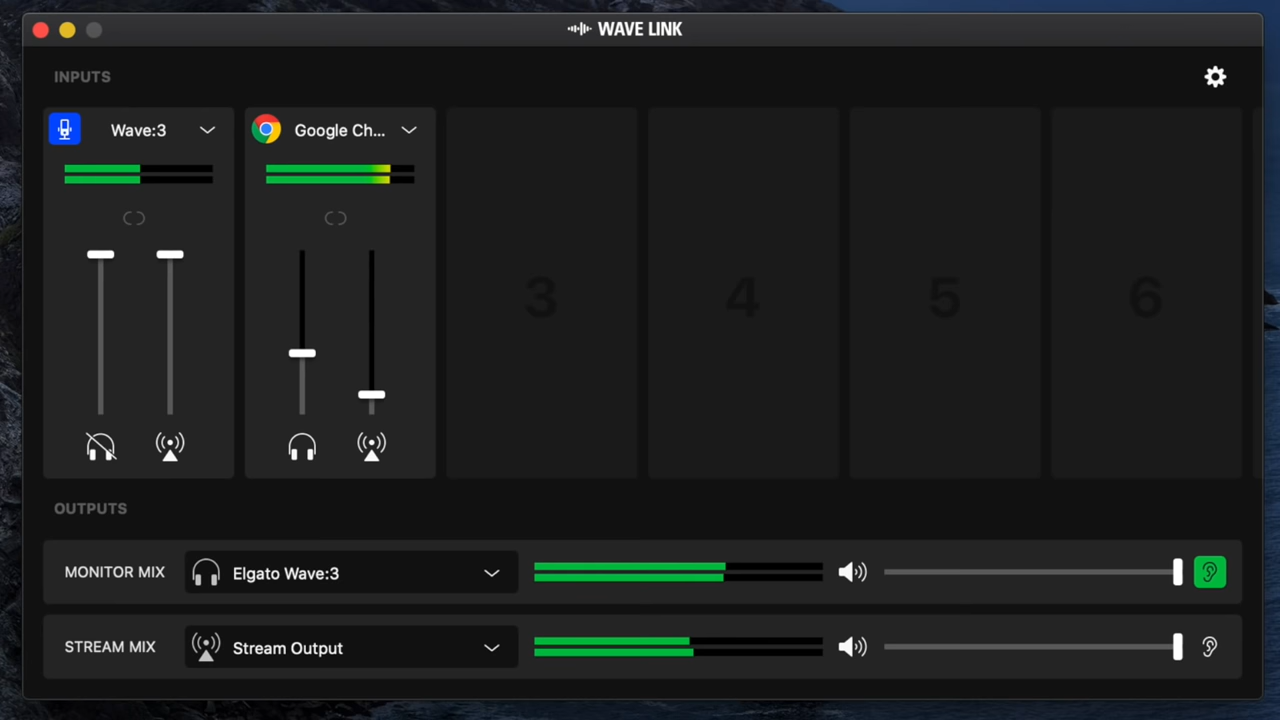 WAVE LINK
INPUTS
Wave:3
Google Ch...
3
4
5
6
OUTPUTS
MONITOR MIX
Elgato Wave:3
STREAM MIX
Stream Output